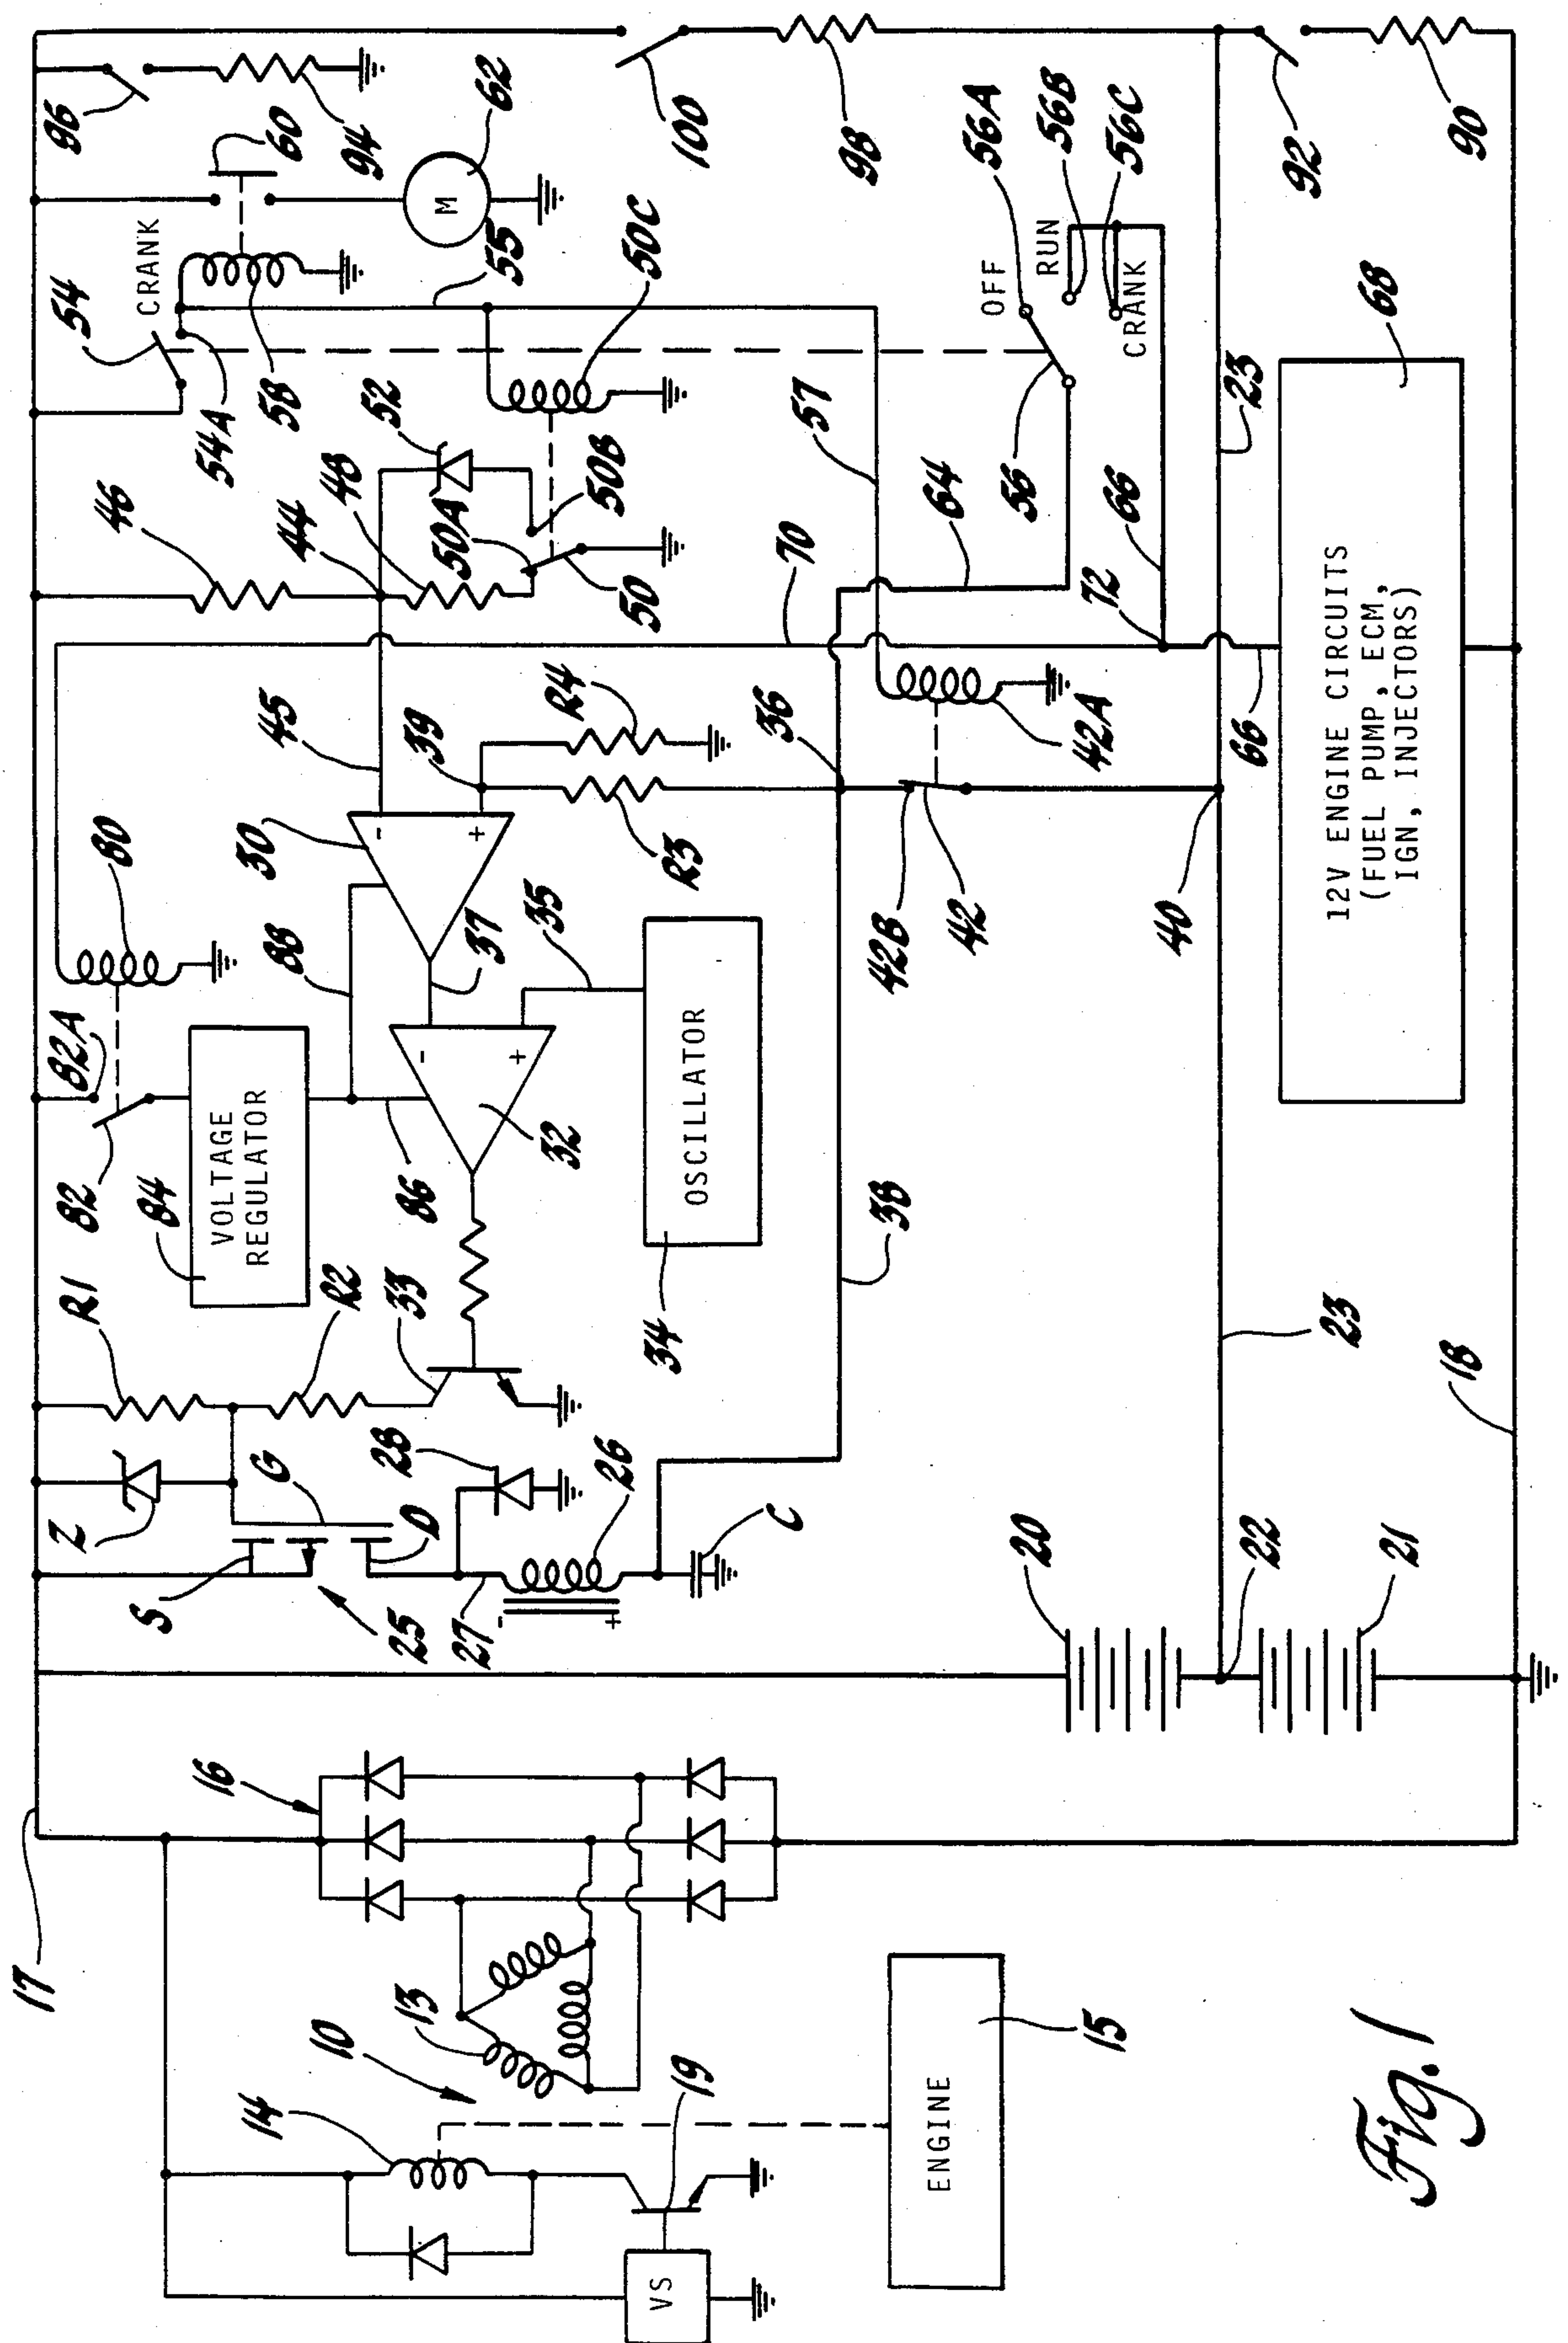 17
96
60
94
62
M
100
98
54
CRANK
54A
58
55
50C
56A
OFF
56B
RUN
56C
CRANK
92
90
46
44
48
52
50A
50B
50
57
64
56
66
23
68
70
72
80
82A
82
88
30
45
39
R4
-
+
36
42A
R3
37
35
42B
42
40
66
12V ENGINE CIRCUITS
(FUEL PUMP, ECM,
IGN, INJECTORS)
84
VOLTAGE
REGULATOR
86
-
+
32
OSCILLATOR
34
38
23
18
R1
R2
33
Z
G
28
26
S
25
D
27
-
+
C
20
22
21
16
10
13
14
19
VS
ENGINE
15
Fig. 1